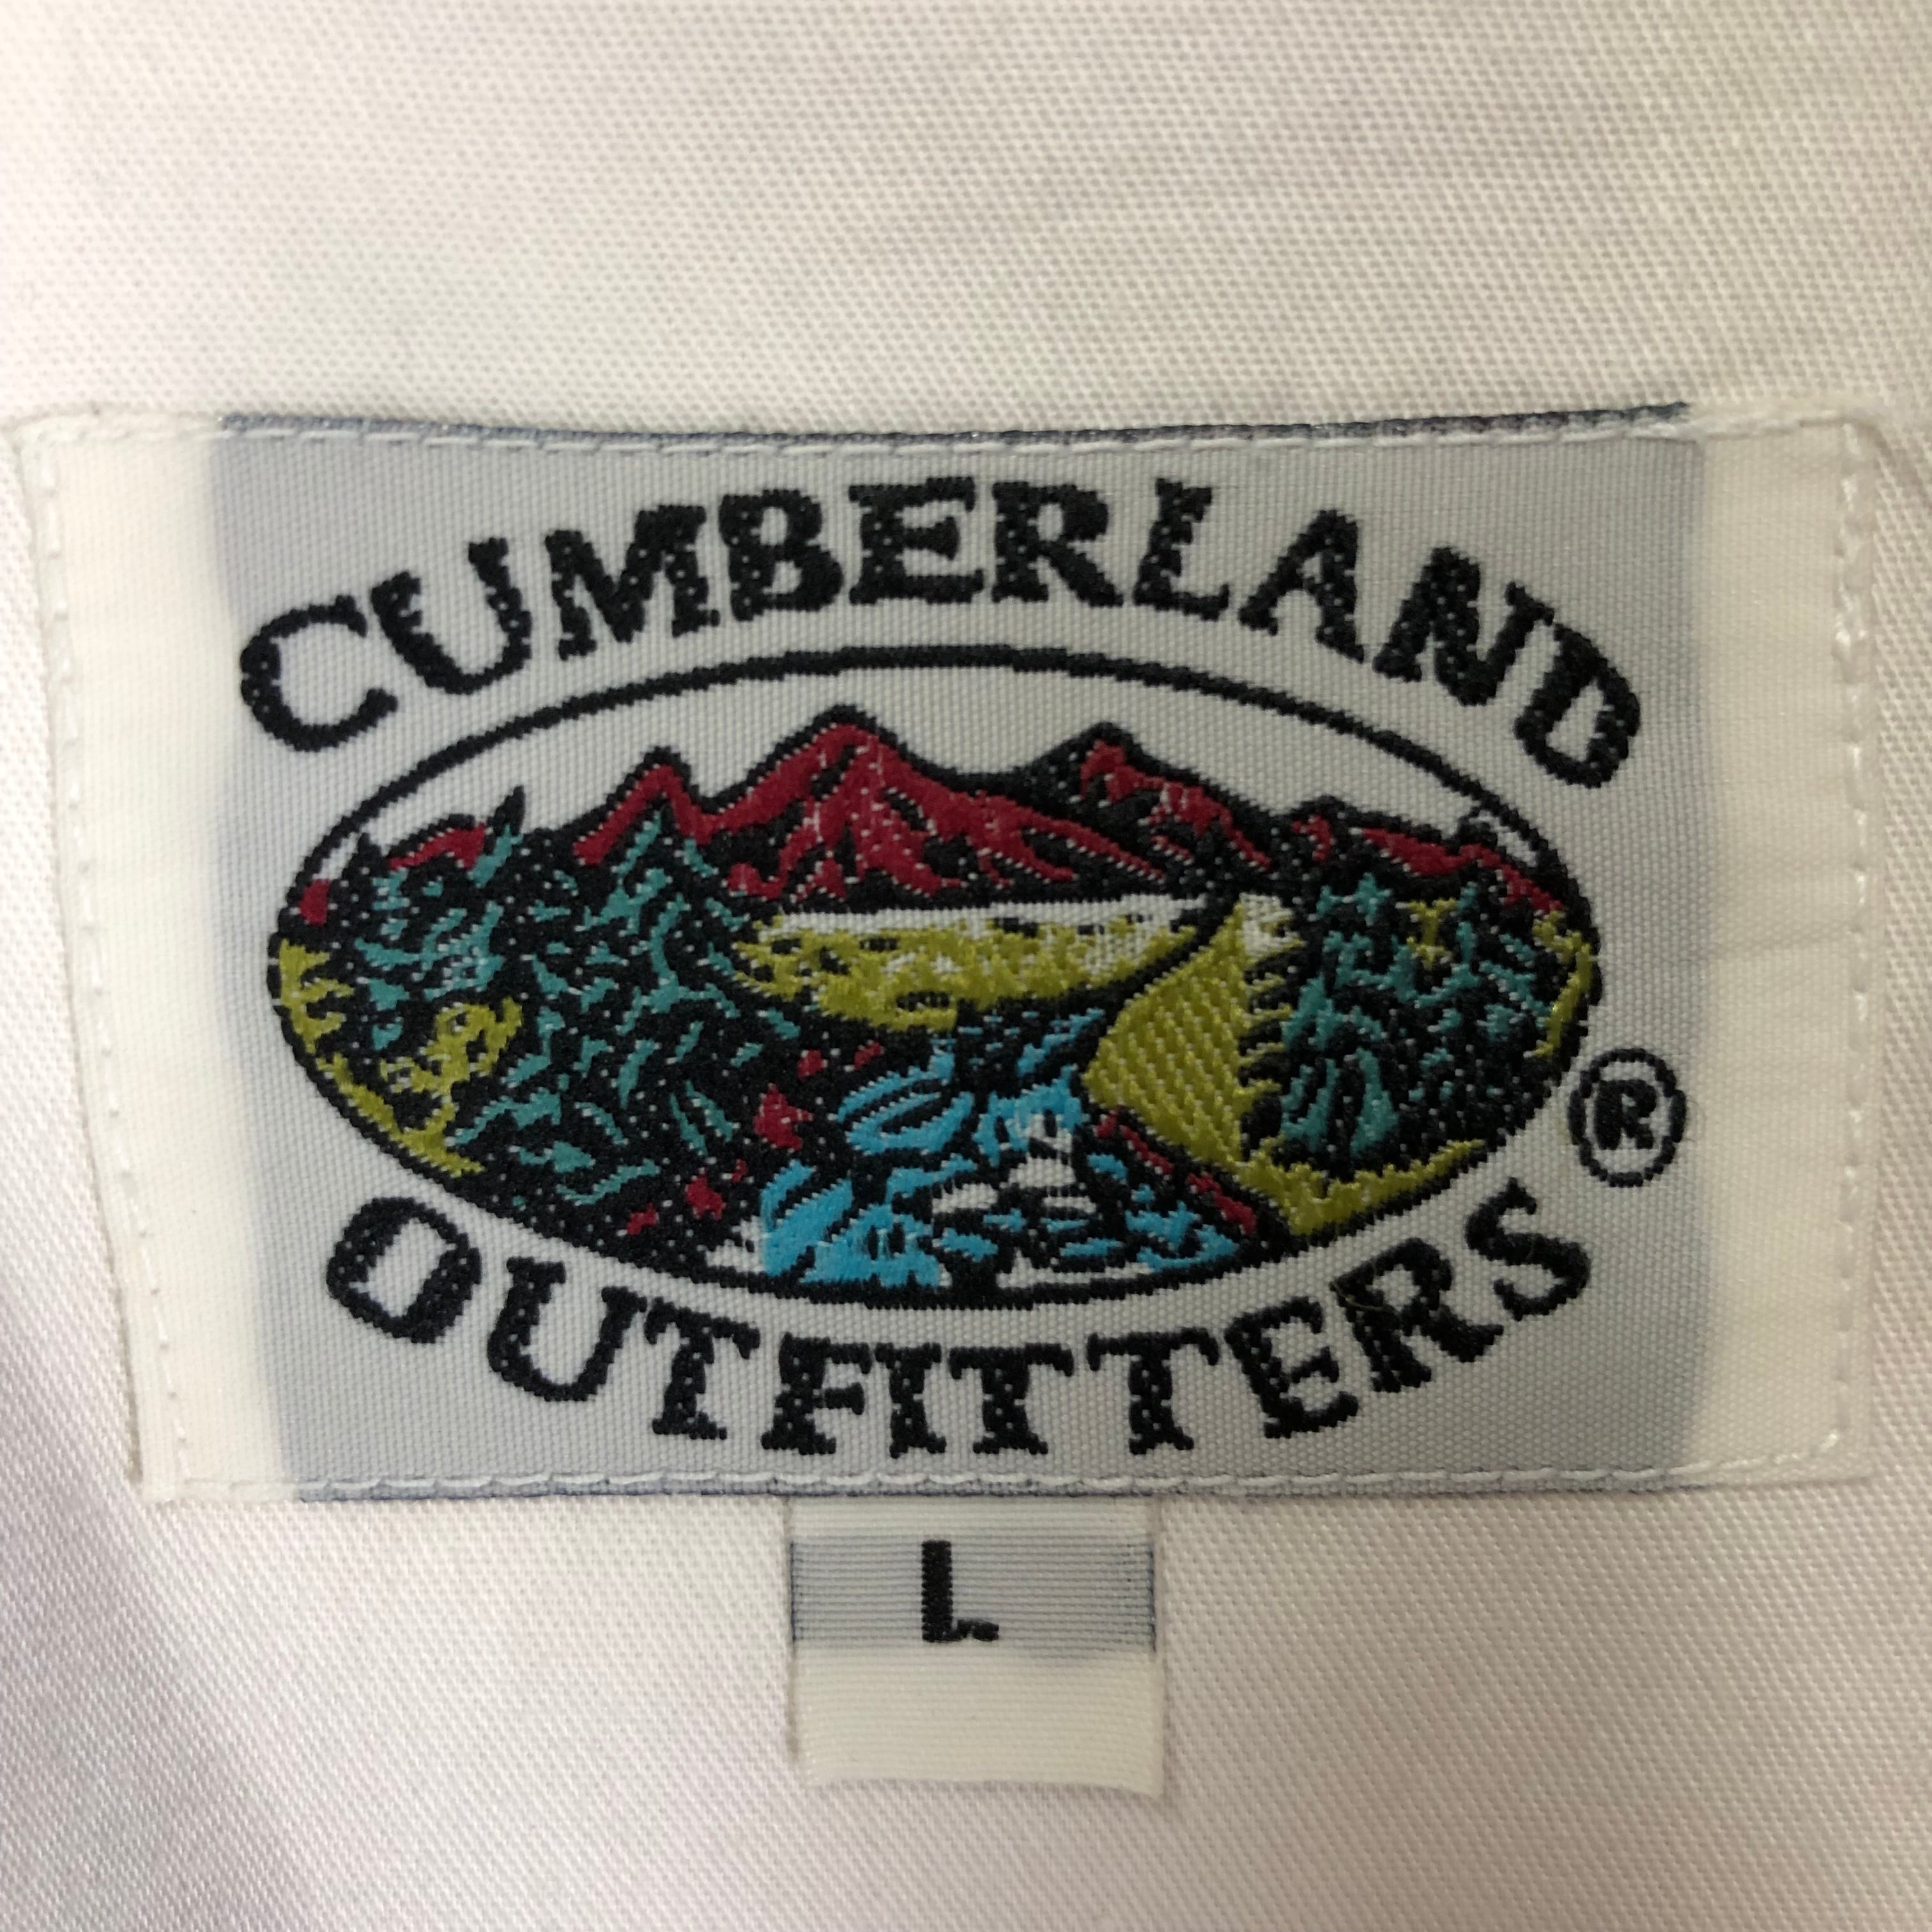 CUMBERLAND
OUTFITTERS ®
L